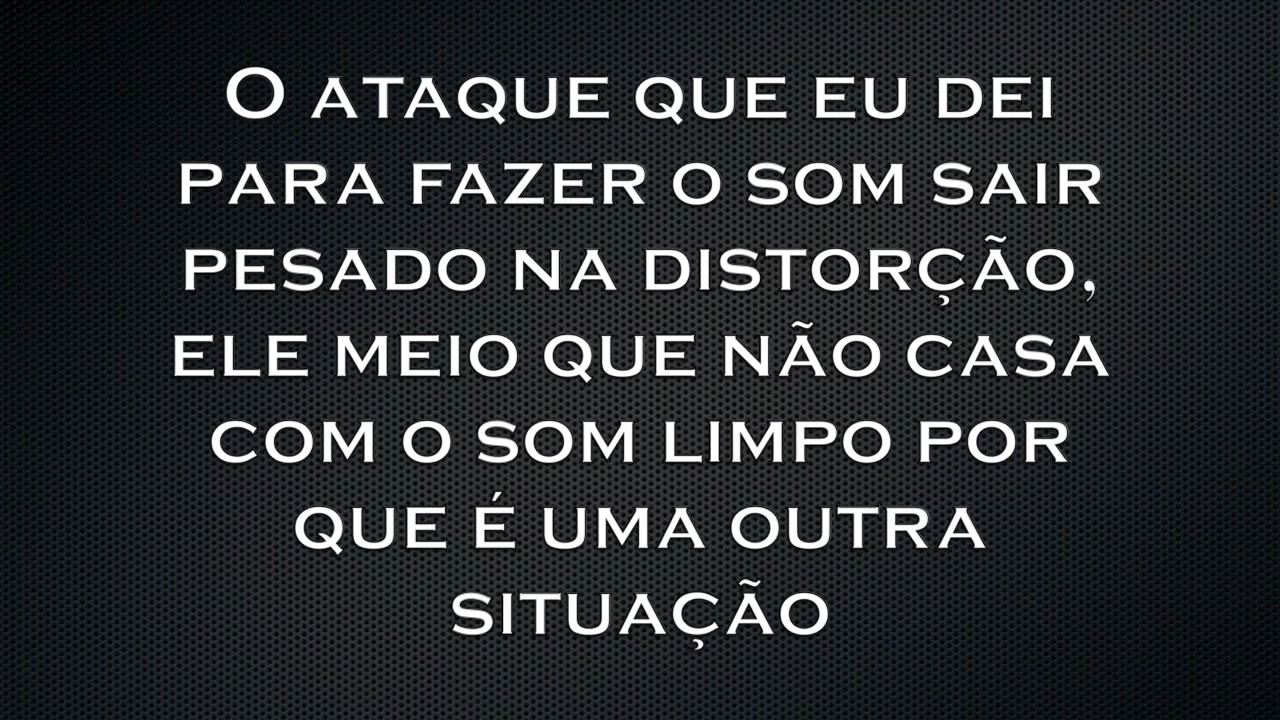 O ATAQUE QUE EU DEI
PARA FAZER O SOM SAIR
PESADO NA DISTORÇÃO,
ELE MEIO QUE NÃO CASA
COM O SOM LIMPO POR
QUE É UMA OUTRA
SITUAÇÃO